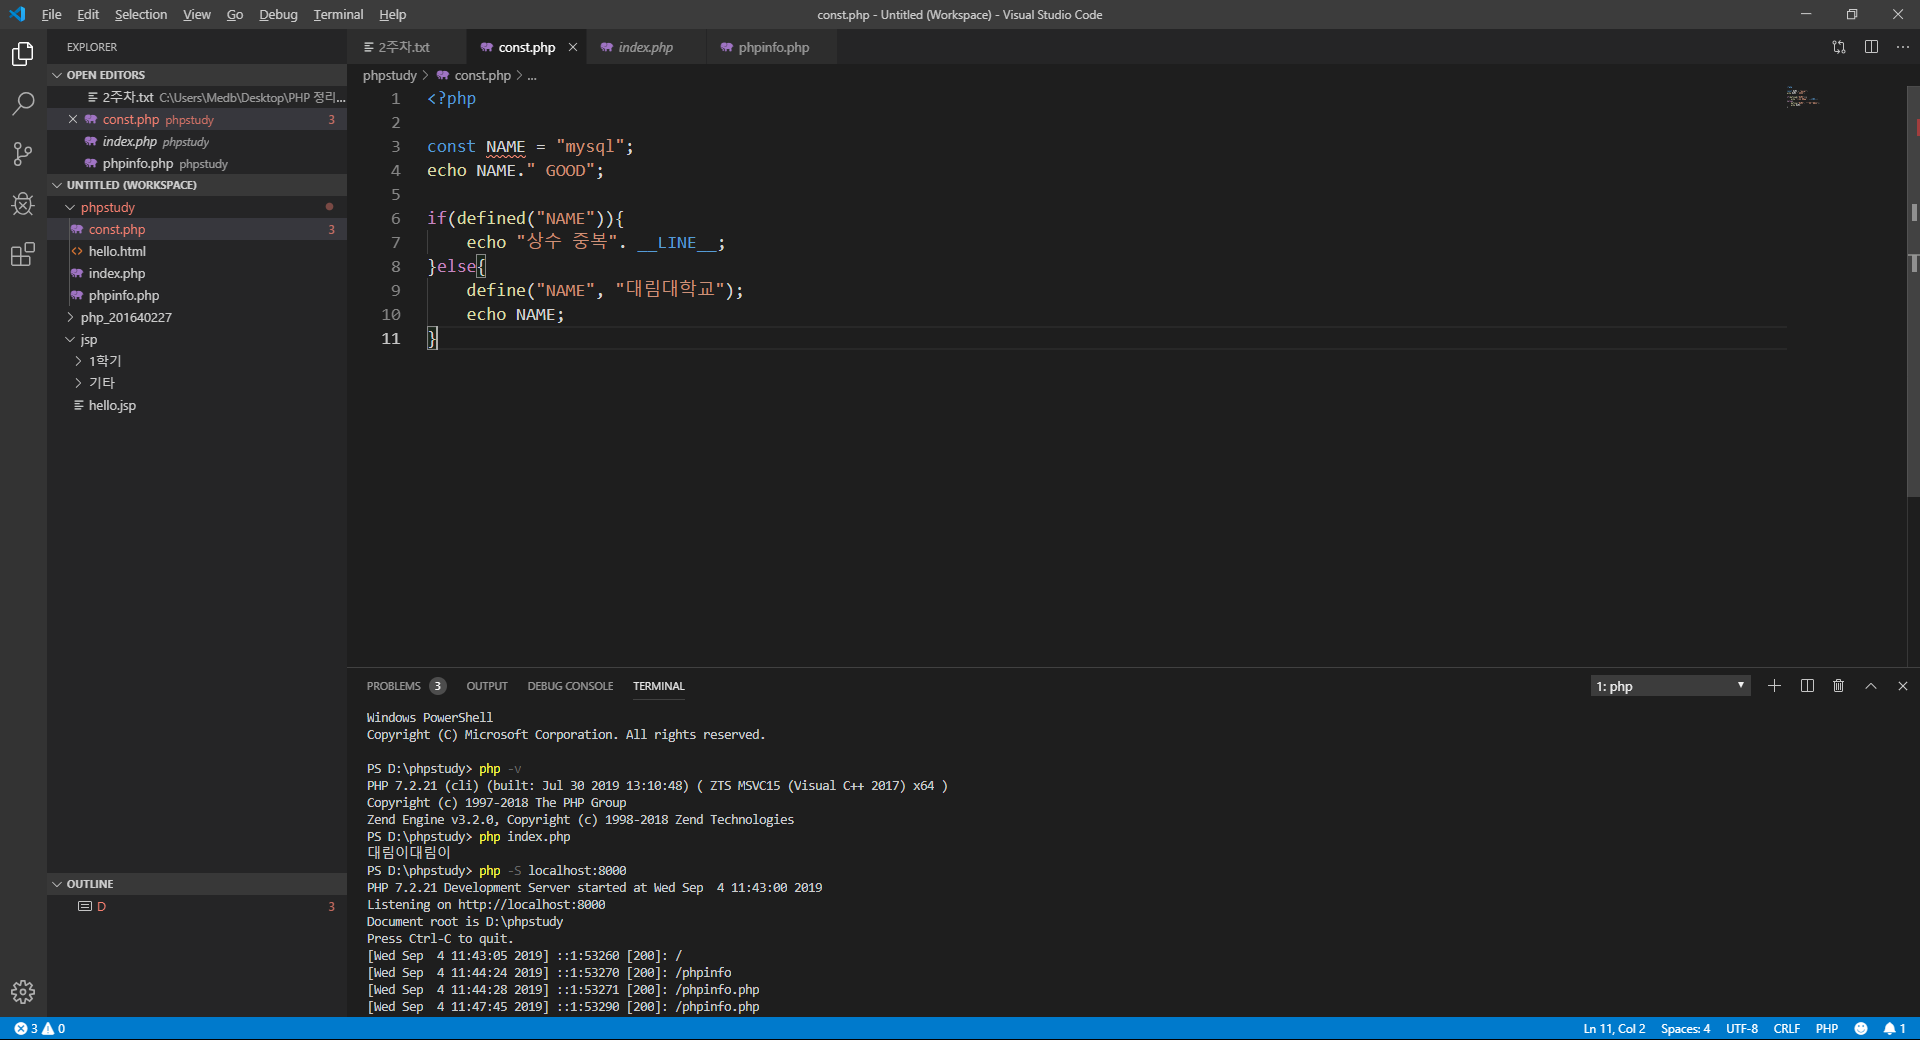 File Edit Selection View Go Debug Terminal Help
const.php - Untitled (Workspace) - Visual Studio Code
EXPLORER
OPEN EDITORS
2주차.txt C:\Users\Medb\Desktop\PHP 정리...
const.php phpstudy 3
index.php phpstudy
phpinfo.php phpstudy
UNTITLED (WORKSPACE)
phpstudy
const.php 3
hello.html
index.php
phpinfo.php
php_201640227
jsp
1학기
기타
hello.jsp
OUTLINE
D 3
2주차.txt const.php index.php phpinfo.php
phpstudy > const.php > ...
1 <?php
2
3 const NAME = "mysql";
4 echo NAME." GOOD";
5
6 if(defined("NAME")){
7 echo "상수 중복". __LINE__;
8 }else{
9 define("NAME", "대림대학교");
10 echo NAME;
11 }
PROBLEMS 3 OUTPUT DEBUG CONSOLE TERMINAL
1: php
Windows PowerShell
Copyright (C) Microsoft Corporation. All rights reserved.
PS D:\phpstudy> php -v
PHP 7.2.21 (cli) (built: Jul 30 2019 13:10:48) ( ZTS MSVC15 (Visual C++ 2017) x64 )
Copyright (c) 1997-2018 The PHP Group
Zend Engine v3.2.0, Copyright (c) 1998-2018 Zend Technologies
PS D:\phpstudy> php index.php
대림이대림이
PS D:\phpstudy> php -S localhost:8000
PHP 7.2.21 Development Server started at Wed Sep  4 11:43:00 2019
Listening on http://localhost:8000
Document root is D:\phpstudy
Press Ctrl-C to quit.
[Wed Sep  4 11:43:05 2019] ::1:53260 [200]: /
[Wed Sep  4 11:44:24 2019] ::1:53270 [200]: /phpinfo
[Wed Sep  4 11:44:28 2019] ::1:53271 [200]: /phpinfo.php
[Wed Sep  4 11:47:45 2019] ::1:53290 [200]: /phpinfo.php
3 0
Ln 11, Col 2 Spaces: 4 UTF-8 CRLF PHP 1